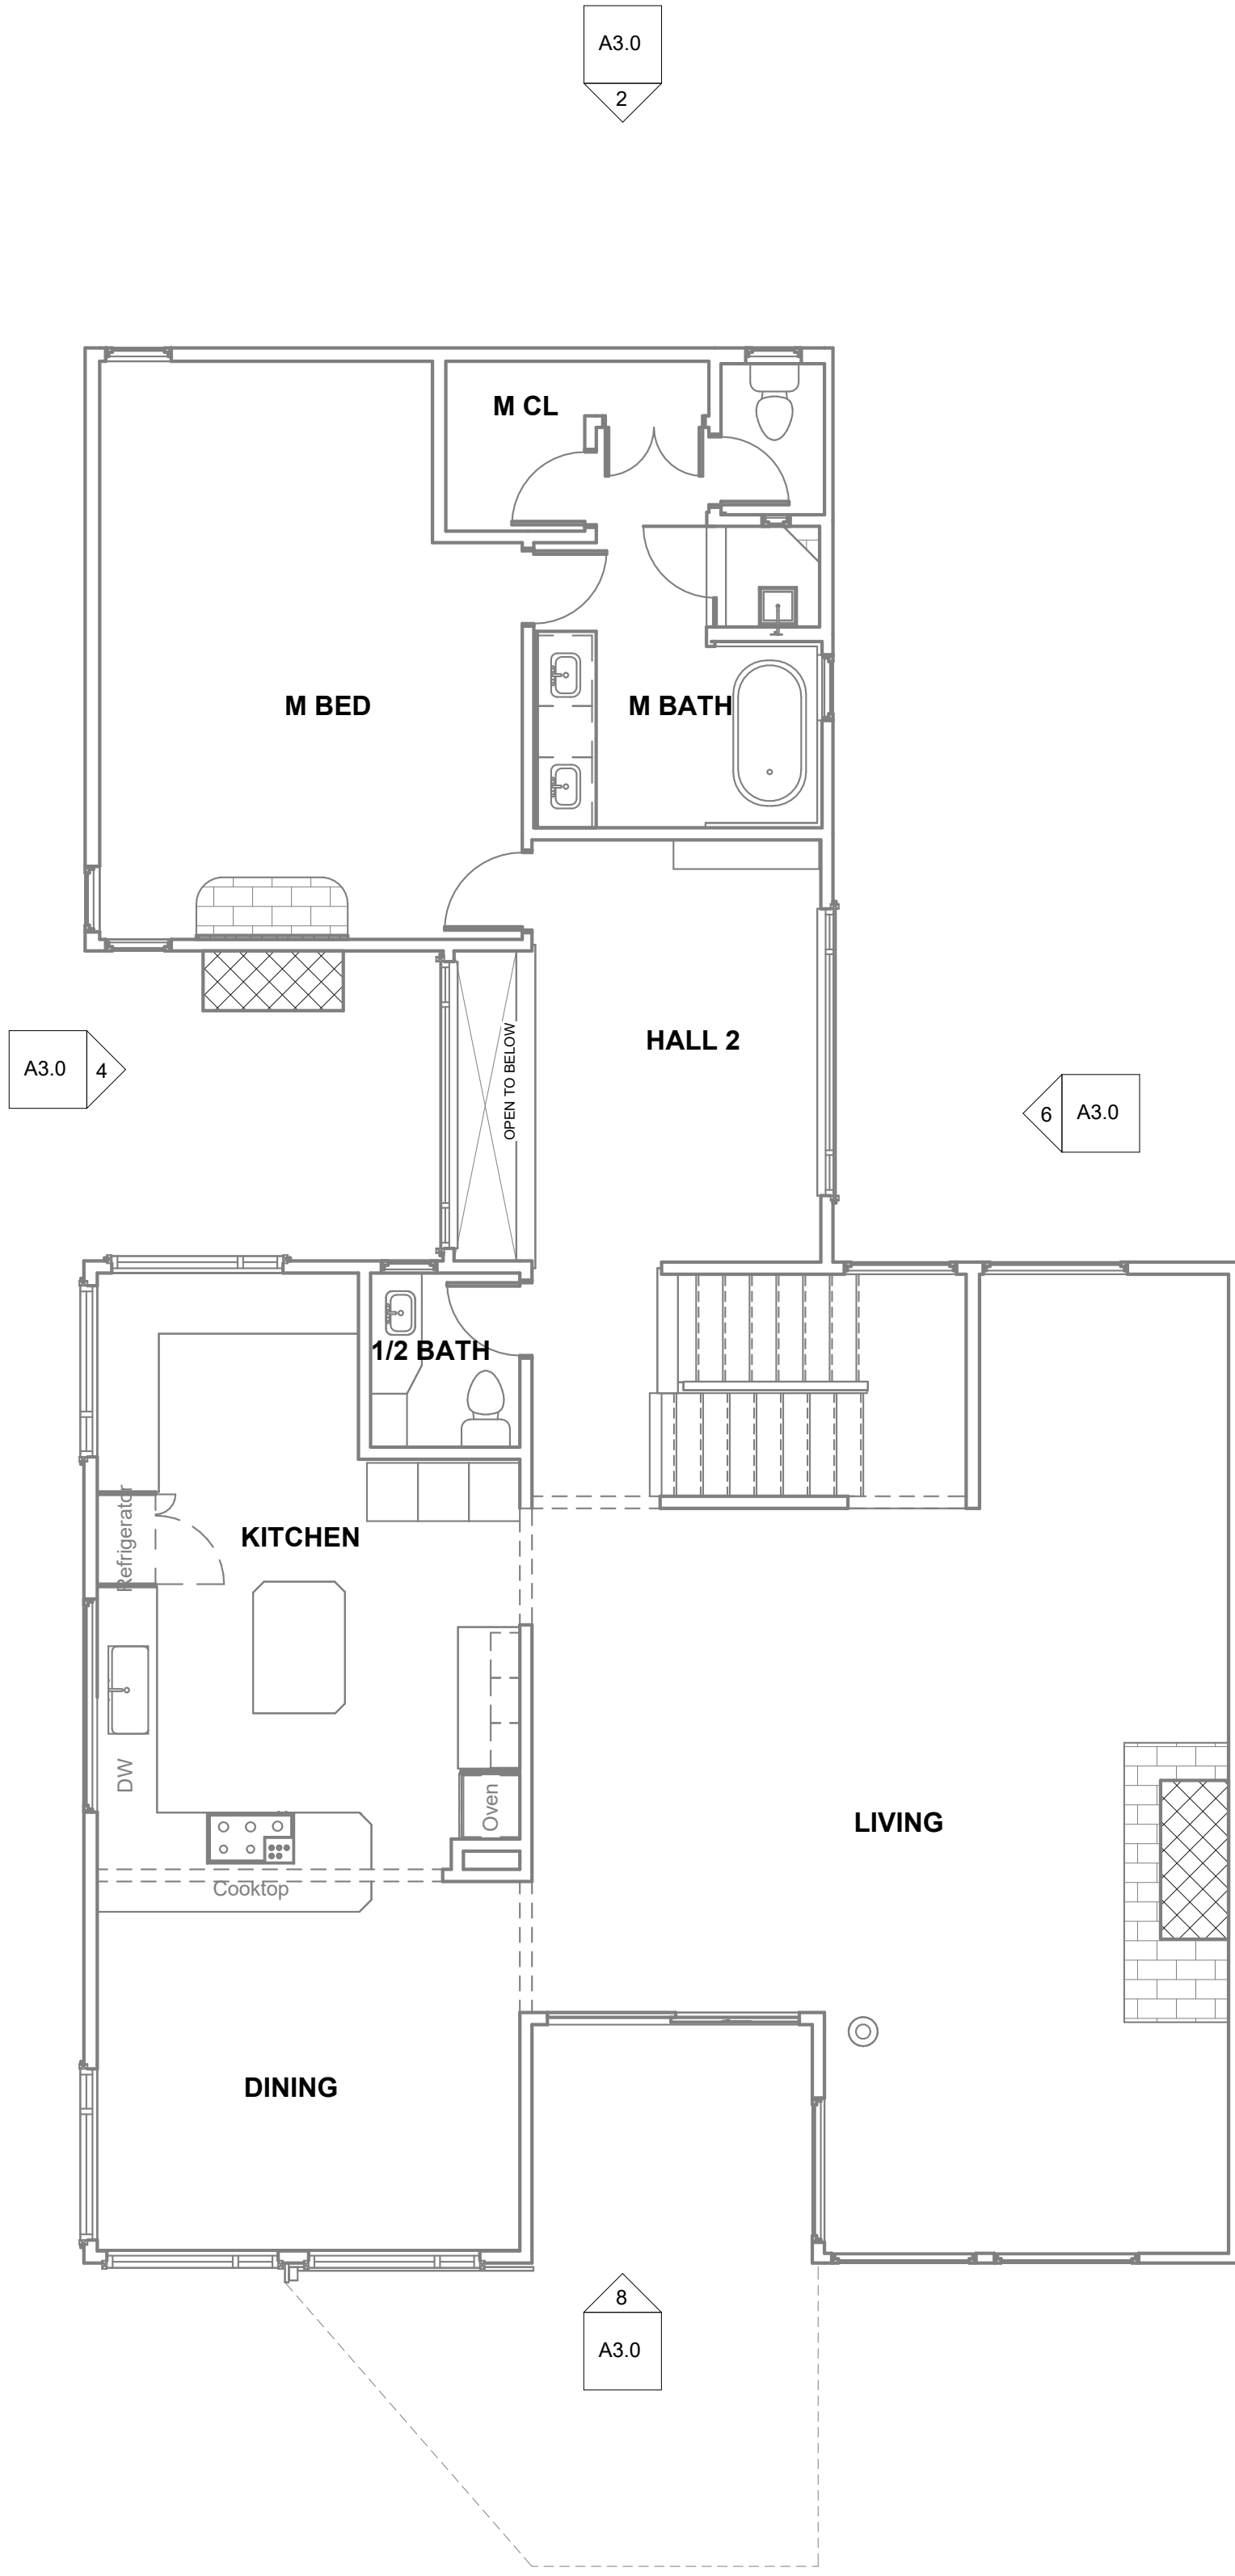 A3.0
2
M CL
M BED
M BATH
HALL 2
OPEN TO BELOW
A3.0
4
6
A3.0
1/2 BATH
Refrigerator
KITCHEN
DW
Oven
LIVING
Cooktop
DINING
8
A3.0